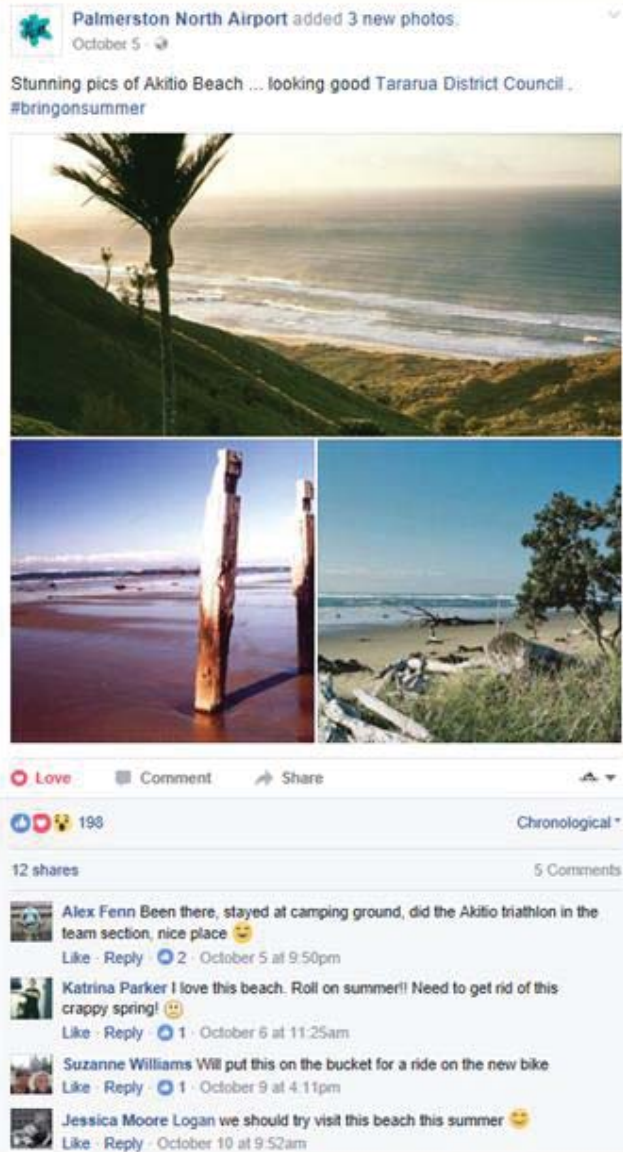 Palmerston North Airport added 3 new photos.
October 5
Stunning pics of Akitio Beach ... looking good Tararua District Council .
#bringonsummer
Love Comment Share
198 Chronological
12 shares 5 Comments
Alex Fenn Been there, stayed at camping ground, did the Akitio triathlon in the
team section, nice place
Like · Reply · 2 · October 5 at 9:50pm
Katrina Parker I love this beach. Roll on summer!! Need to get rid of this
crappy spring!
Like · Reply · 1 · October 6 at 11:25am
Suzanne Williams Will put this on the bucket for a ride on the new bike
Like · Reply · 1 · October 9 at 4:11pm
Jessica Moore Logan we should try visit this beach this summer
Like · Reply · October 10 at 9:52am